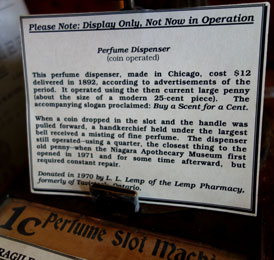 Please Note: Display Only, Not Now in Operation
Perfume Dispenser
(coin operated)
This perfume dispenser, made in Chicago, cost $12
delivered in 1892, according to advertisements of the
period. It operated using the then current large penny
(about the size of a modern 25-cent piece). The
accompanying slogan proclaimed: Buy a Scent for a Cent.
When a coin dropped in the slot and the handle was
pulled forward, a handkerchief held under the largest
bell received a misting of fine perfume. The dispenser
still operated—using a quarter, the closest thing to the
old penny—when the Niagara Apothecary Museum first
opened in 1971 and for some time afterward, but
required constant repair.
Donated in 1970 by L. L. Lemp of the Lemp Pharmacy,
formerly of Ontario.
1c Perfume Slot Machi
FRAGILE